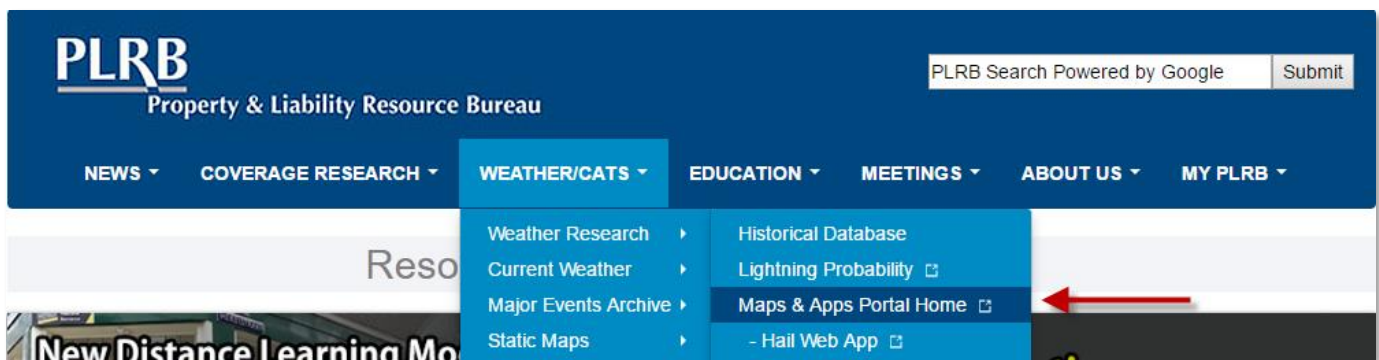 PLRB
Property & Liability Resource Bureau
PLRB Search Powered by Google Submit
NEWS COVERAGE RESEARCH WEATHER/CATS EDUCATION MEETINGS ABOUT US MY PLRB
Weather Research Historical Database
Reso
Current Weather Lightning Probability
Major Events Archive Maps & Apps Portal Home
New Distance Learning Mo
Static Maps - Hail Web App